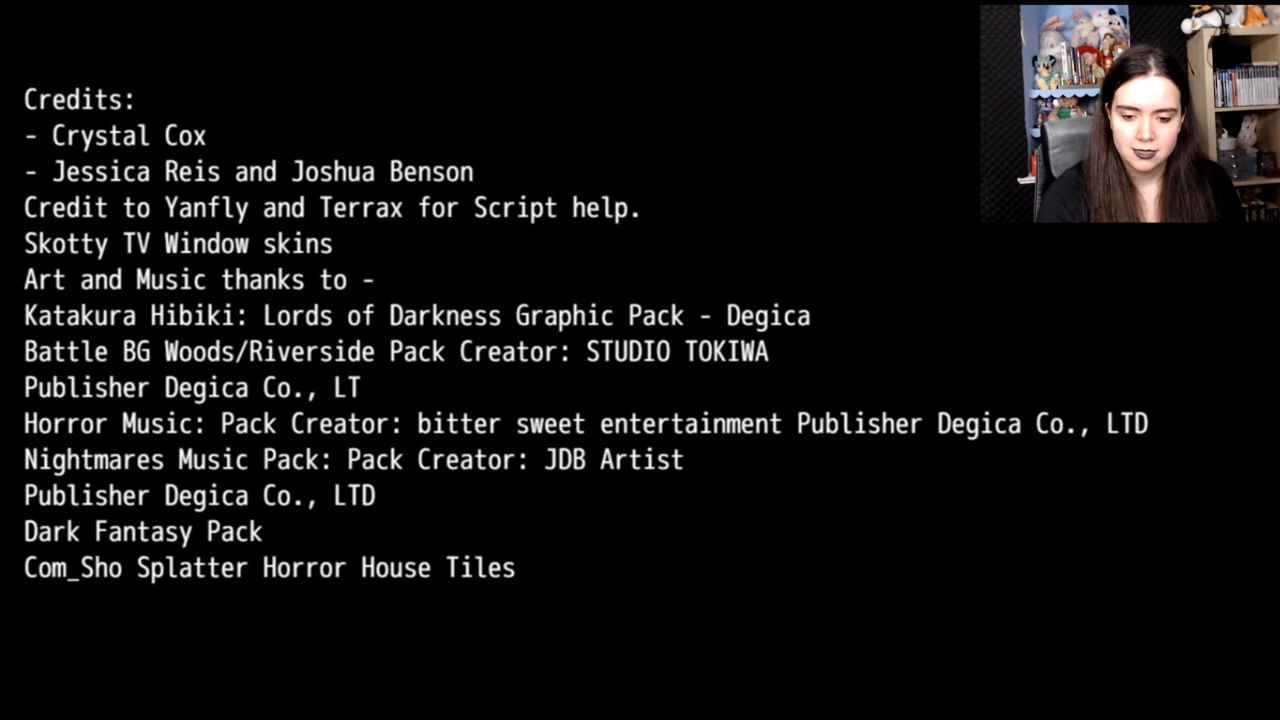 Credits:
- Crystal Cox
- Jessica Reis and Joshua Benson
Credit to Yanfly and Terrax for Script help.
Skotty TV Window skins
Art and Music thanks to -
Katakura Hibiki: Lords of Darkness Graphic Pack - Degica
Battle BG Woods/Riverside Pack Creator: STUDIO TOKIWA
Publisher Degica Co., LT
Horror Music: Pack Creator: bitter sweet entertainment Publisher Degica Co., LTD
Nightmares Music Pack: Pack Creator: JDB Artist
Publisher Degica Co., LTD
Dark Fantasy Pack
Com_Sho Splatter Horror House Tiles